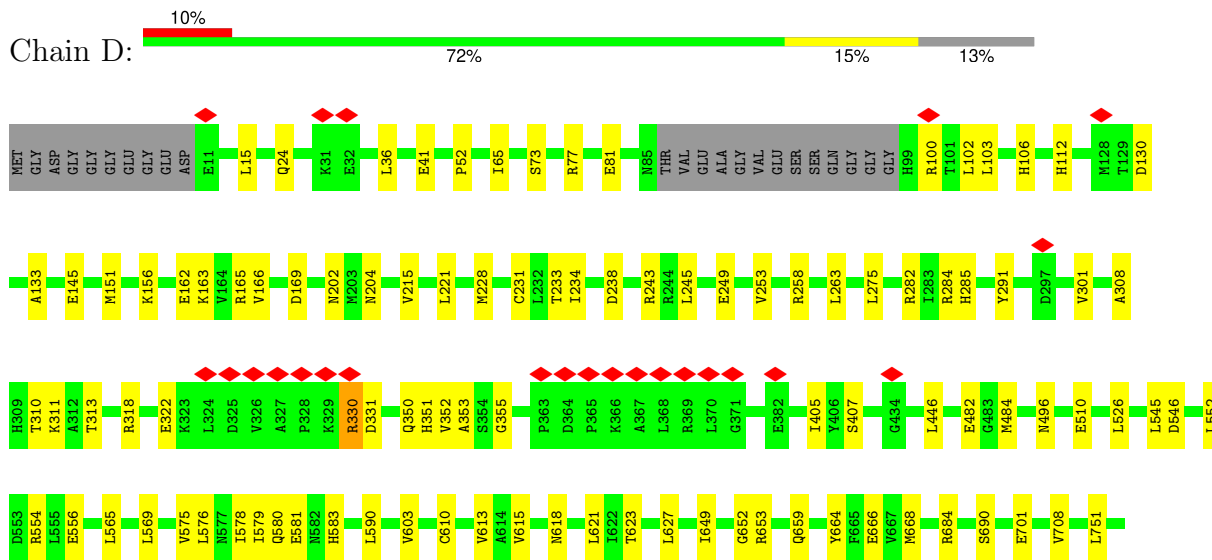 10%
Chain D:
72% 15% 13%
MET GLY ASP GLY GLY GLY GLU GLY GLU ASP E11 L15 Q24 K31 E32 L36 E41 P52 I65 S73 R77 E81 N85 THR VAL GLU ALA GLY VAL GLU SER SER GLN GLY GLY GLY H99 R100 T101 L102 L103 H106 H112 M128 T129 D130
A133 E145 M151 K156 E162 K163 V164 R165 V166 D169 N202 M203 N204 V215 L221 M228 C231 L232 T233 I234 D238 R243 R244 L245 E249 V253 R258 L263 L275 R282 I283 R284 H285 Y291 D297 V301 A308
H309 T310 K311 A312 T313 R318 E322 K323 L324 D325 V326 A327 P328 K329 R330 D331 Q350 H351 V352 A353 S354 G355 P363 D364 P365 K366 A367 L368 R369 L370 G371 E382 I405 Y406 S407 G434 L446 E482 G483 M484 N496 E510 L526 L545 D546 L552
D553 R554 L555 E556 L565 L569 V575 L576 N577 I578 I579 Q580 E581 N582 H583 L590 V603 C610 V613 A614 V615 N618 L621 I622 T623 L627 I649 G652 R653 Q659 Y664 F665 E666 V667 M668 R684 S690 E701 V708 L751